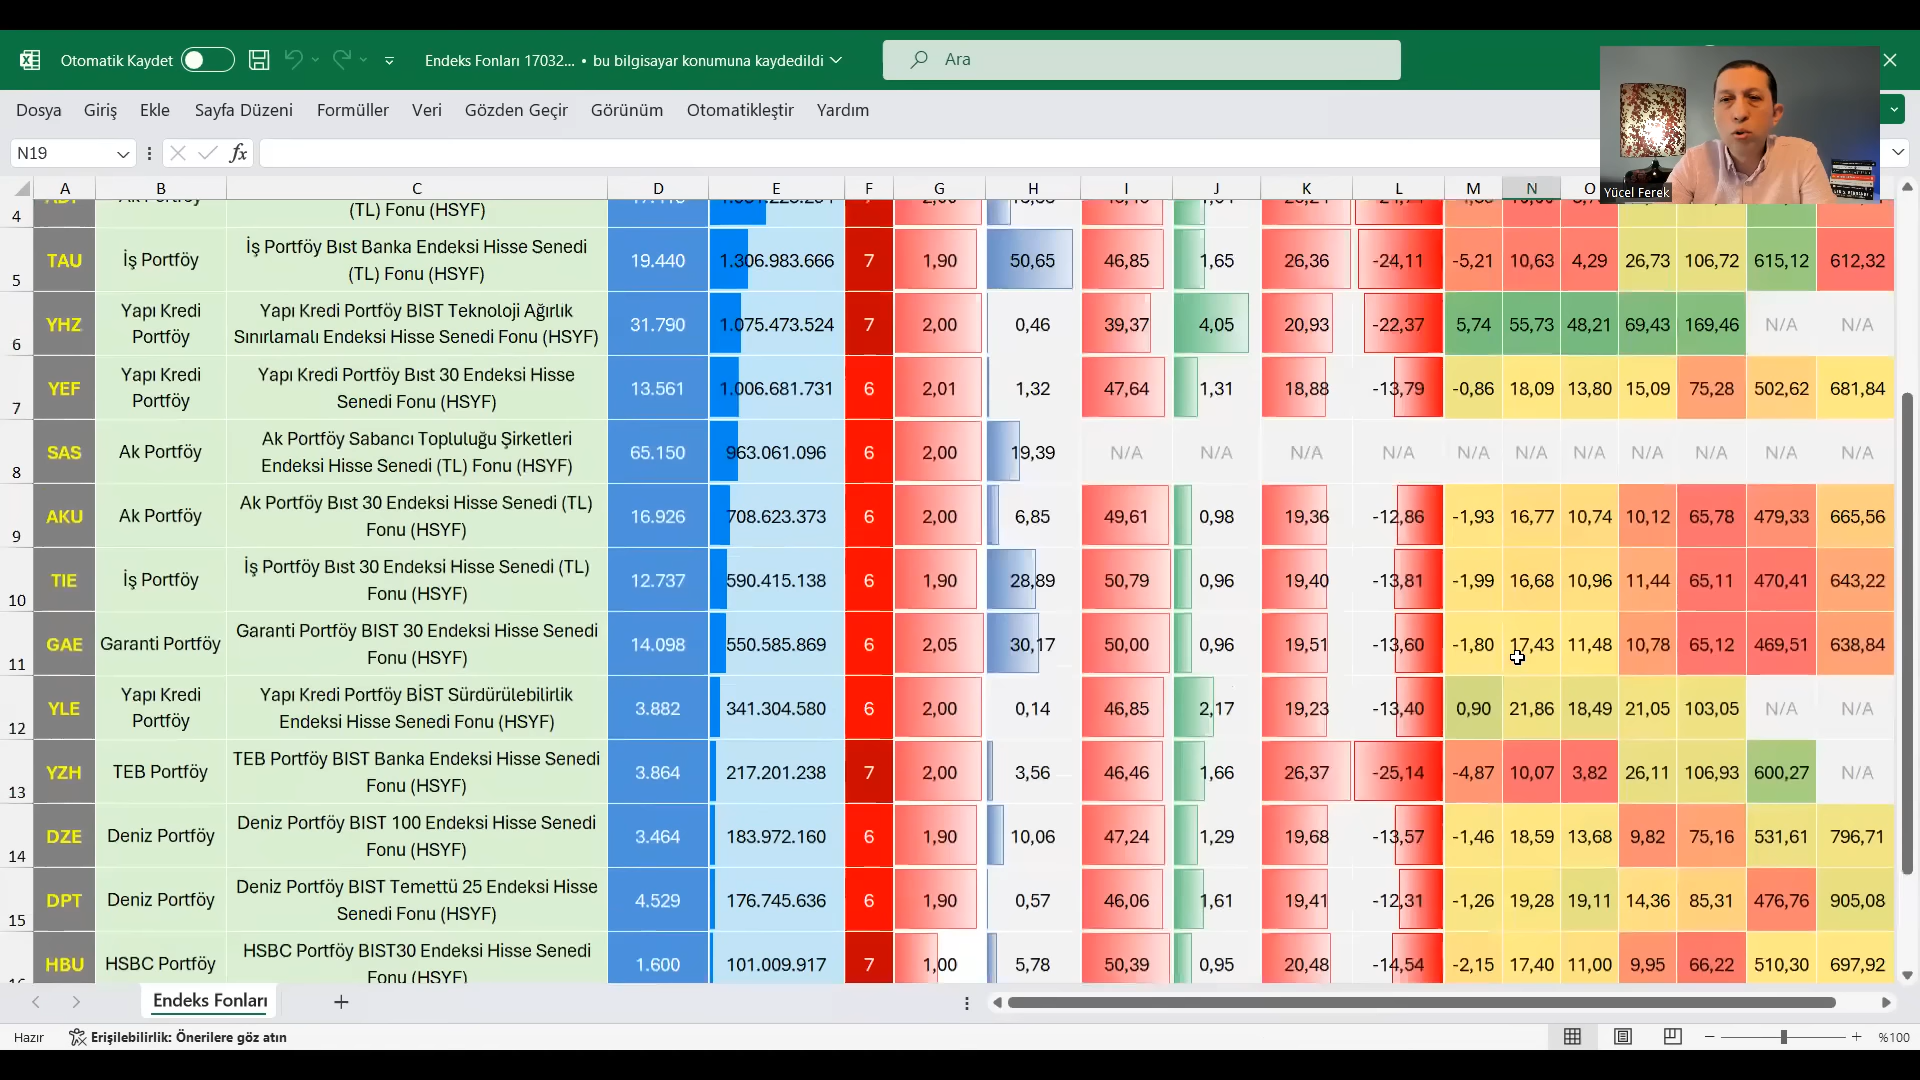 Otomatik Kaydet
Endeks Fonları 17032... • bu bilgisayar konumuna kaydedildi
Ara
Dosya Giriş Ekle Sayfa Düzeni Formüller Veri Gözden Geçir Görünüm Otomatikleştir Yardım
N19 fx
Yücel Ferek
A B C D E F G H I J K L M N O
4 (TL) Fonu (HSYF)
5 TAU İş Portföy İş Portföy Bıst Banka Endeksi Hisse Senedi
(TL) Fonu (HSYF) 19.440 1.306.983.666 7 1,90 50,65 46,85 1,65 26,36 -24,11 -5,21 10,63 4,29 26,73 106,72 615,12 612,32
6 YHZ Yapı Kredi
Portföy Yapı Kredi Portföy BIST Teknoloji Ağırlık
Sınırlamalı Endeksi Hisse Senedi Fonu (HSYF) 31.790 1.075.473.524 7 2,00 0,46 39,37 4,05 20,93 -22,37 5,74 55,73 48,21 69,43 169,46 N/A N/A
7 YEF Yapı Kredi
Portföy Yapı Kredi Portföy Bıst 30 Endeksi Hisse
Senedi Fonu (HSYF) 13.561 1.006.681.731 6 2,01 1,32 47,64 1,31 18,88 -13,79 -0,86 18,09 13,80 15,09 75,28 502,62 681,84
8 SAS Ak Portföy Ak Portföy Sabancı Topluluğu Şirketleri
Endeksi Hisse Senedi (TL) Fonu (HSYF) 65.150 963.061.096 6 2,00 19,39 N/A N/A N/A N/A N/A N/A N/A N/A N/A N/A N/A
9 AKU Ak Portföy Ak Portföy Bıst 30 Endeksi Hisse Senedi (TL)
Fonu (HSYF) 16.926 708.623.373 6 2,00 6,85 49,61 0,98 19,36 -12,86 -1,93 16,77 10,74 10,12 65,78 479,33 665,56
10 TIE İş Portföy İş Portföy Bıst 30 Endeksi Hisse Senedi (TL)
Fonu (HSYF) 12.737 590.415.138 6 1,90 28,89 50,79 0,96 19,40 -13,81 -1,99 16,68 10,96 11,44 65,11 470,41 643,22
11 GAE Garanti Portföy Garanti Portföy BIST 30 Endeksi Hisse Senedi
Fonu (HSYF) 14.098 550.585.869 6 2,05 30,17 50,00 0,96 19,51 -13,60 -1,80 17,43 11,48 10,78 65,12 469,51 638,84
12 YLE Yapı Kredi
Portföy Yapı Kredi Portföy BİST Sürdürülebilirlik
Endeksi Hisse Senedi Fonu (HSYF) 3.882 341.304.580 6 2,00 0,14 46,85 2,17 19,23 -13,40 0,90 21,86 18,49 21,05 103,05 N/A N/A
13 YZH TEB Portföy TEB Portföy BIST Banka Endeksi Hisse Senedi
Fonu (HSYF) 3.864 217.201.238 7 2,00 3,56 46,46 1,66 26,37 -25,14 -4,87 10,07 3,82 26,11 106,93 600,27 N/A
14 DZE Deniz Portföy Deniz Portföy BIST 100 Endeksi Hisse Senedi
Fonu (HSYF) 3.464 183.972.160 6 1,90 10,06 47,24 1,29 19,68 -13,57 -1,46 18,59 13,68 9,82 75,16 531,61 796,71
15 DPT Deniz Portföy Deniz Portföy BIST Temettü 25 Endeksi Hisse
Senedi Fonu (HSYF) 4.529 176.745.636 6 1,90 0,57 46,06 1,61 19,41 -12,31 -1,26 19,28 19,11 14,36 85,31 476,76 905,08
HBU HSBC Portföy HSBC Portföy BIST30 Endeksi Hisse Senedi
Fonu (HSYF) 1.600 101.009.917 7 1,00 5,78 50,39 0,95 20,48 -14,54 -2,15 17,40 11,00 9,95 66,22 510,30 697,92
Endeks Fonları
Hazır Erişilebilirlik: Önerilere göz atın %100